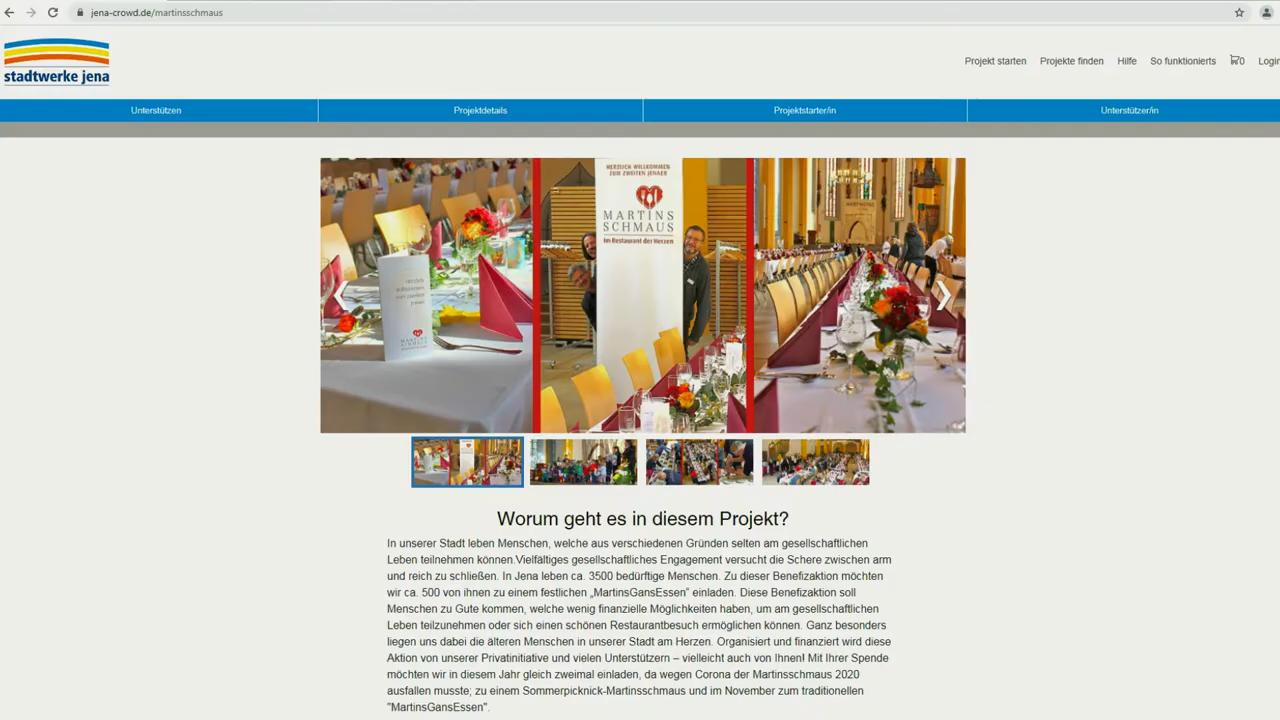 jena-crowd.de/martinsschmaus
stadtwerke jena
Projekt starten Projekte finden Hilfe So funktionierts 0 Login
Unterstützen Projektdetails Projektstarter/in Unterstützer/in
HERZLICH WILLKOMMEN
ZUM ZWEITEN JENAER
MARTINS
SCHMAUS
im Restaurant der Herzen
MARTINS
SCHMAUS
Worum geht es in diesem Projekt?
In unserer Stadt leben Menschen, welche aus verschiedenen Gründen selten am gesellschaftlichen
Leben teilnehmen können.Vielfältiges gesellschaftliches Engagement versucht die Schere zwischen arm
und reich zu schließen. In Jena leben ca. 3500 bedürftige Menschen. Zu dieser Benefizaktion möchten
wir ca. 500 von ihnen zu einem festlichen „MartinsGansEssen" einladen. Diese Benefizaktion soll
Menschen zu Gute kommen, welche wenig finanzielle Möglichkeiten haben, um am gesellschaftlichen
Leben teilzunehmen oder sich einen schönen Restaurantbesuch ermöglichen können. Ganz besonders
liegen uns dabei die älteren Menschen in unserer Stadt am Herzen. Organisiert und finanziert wird diese
Aktion von unserer Privatinitiative und vielen Unterstützern – vielleicht auch von Ihnen! Mit Ihrer Spende
möchten wir in diesem Jahr gleich zweimal einladen, da wegen Corona der Martinsschmaus 2020
ausfallen musste; zu einem Sommerpicknick-Martinsschmaus und im November zum traditionellen
"MartinsGansEssen".